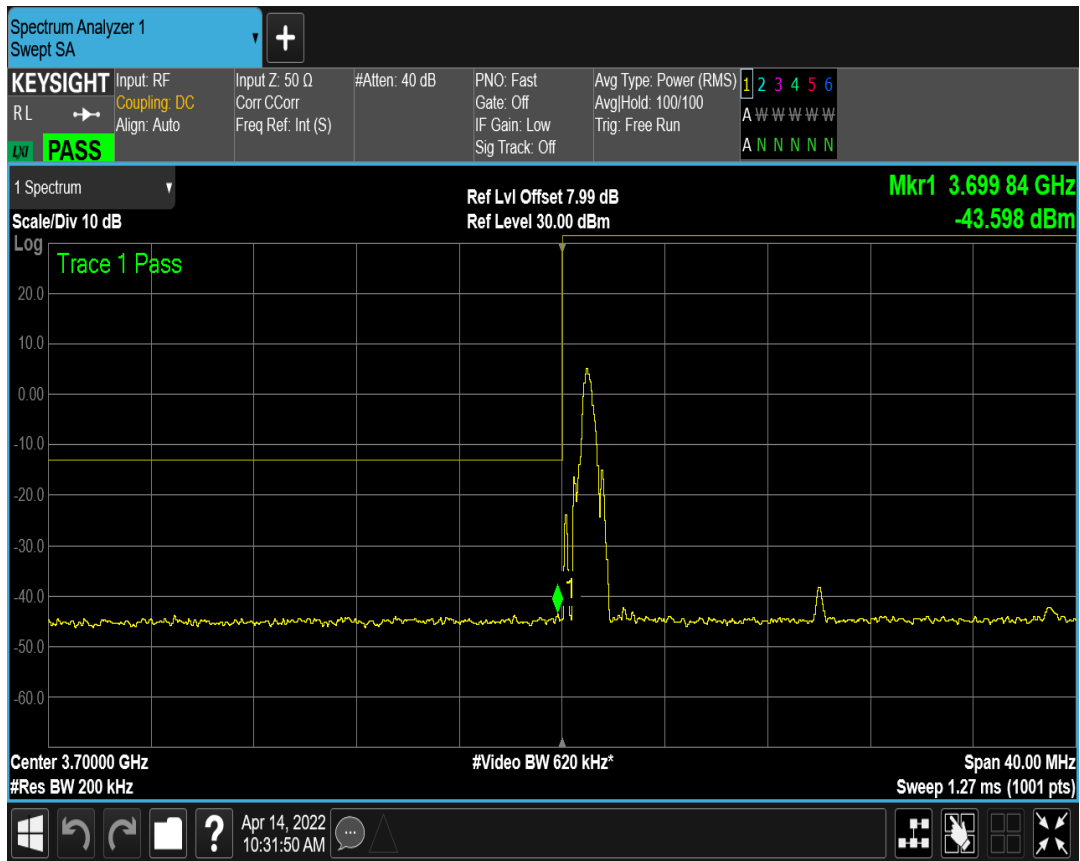 Spectrum Analyzer 1
Swept SA
+
KEYSIGHT
RL
LXI PASS
Input: RF
Coupling: DC
Align: Auto
Input Z: 50 Ω
Corr CCorr
Freq Ref: Int (S)
#Atten: 40 dB
PNO: Fast
Gate: Off
IF Gain: Low
Sig Track: Off
Avg Type: Power (RMS)
Avg|Hold: 100/100
Trig: Free Run
1 2 3 4 5 6
A W W W W W
A N N N N N
1 Spectrum
Scale/Div 10 dB
Ref Lvl Offset 7.99 dB
Ref Level 30.00 dBm
Mkr1 3.699 84 GHz
-43.598 dBm
Log
Trace 1 Pass
20.0
10.0
0.00
-10.0
-20.0
-30.0
-40.0
-50.0
-60.0
1
Center 3.70000 GHz
#Res BW 200 kHz
#Video BW 620 kHz*
Span 40.00 MHz
Sweep 1.27 ms (1001 pts)
?
Apr 14, 2022
10:31:50 AM